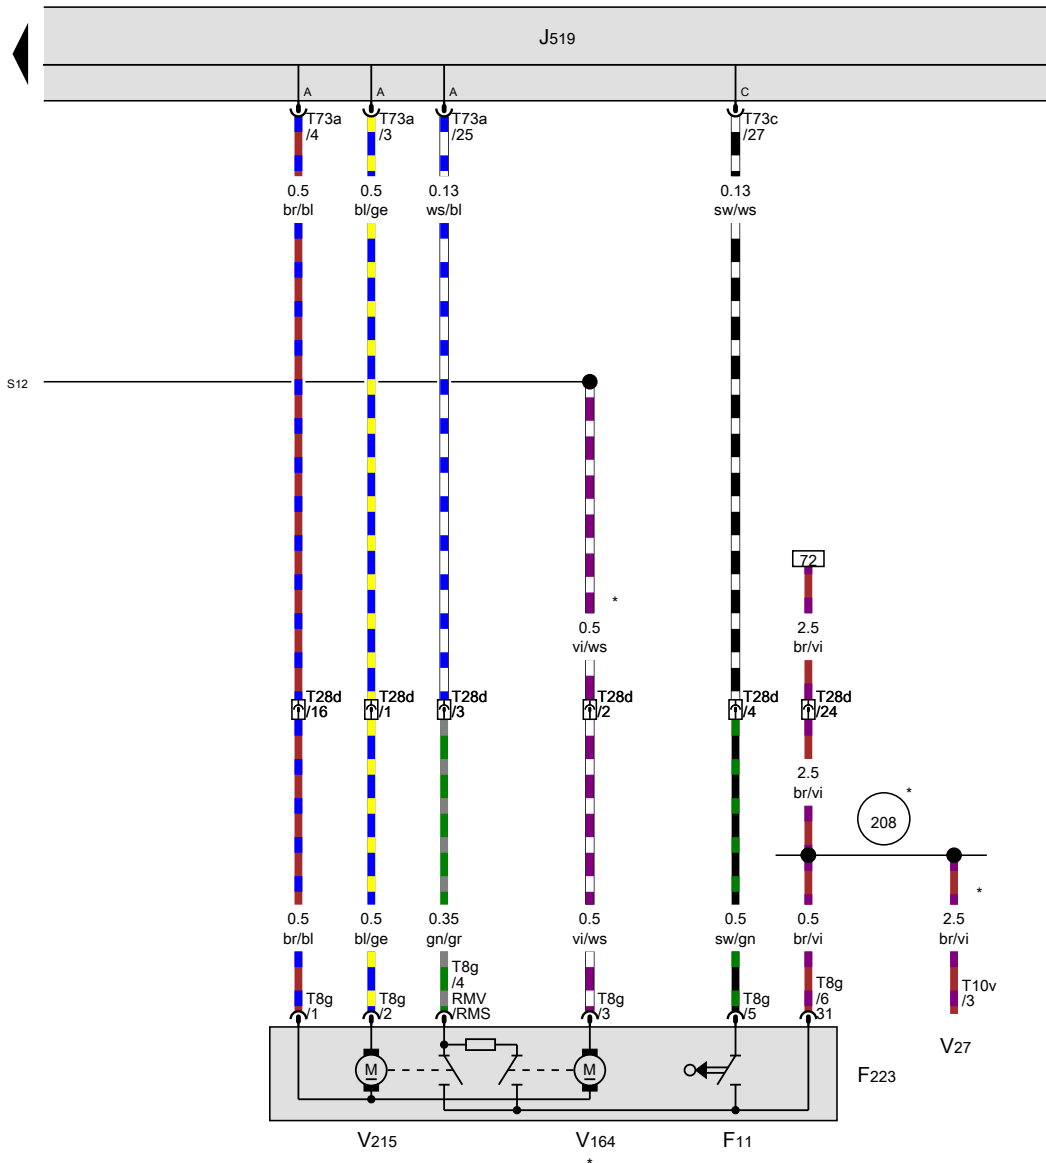 J519
A
A
A
C
T73a
/4
T73a
/3
T73a
/25
T73c
/27
0.5
br/bl
0.5
bl/ge
0.13
ws/bl
0.13
sw/ws
S12
72
*
0.5
vi/ws
2.5
br/vi
T28d
/16
T28d
/1
T28d
/3
T28d
/2
T28d
/4
T28d
/24
2.5
br/vi
*
208
*
0.5
br/bl
0.5
bl/ge
0.35
gn/gr
0.5
vi/ws
0.5
sw/gn
0.5
br/vi
2.5
br/vi
T8g
/1
T8g
/2
T8g
/4
RMV
/RMS
T8g
/3
T8g
/5
T8g
/6
31
T10v
/3
V27
M
M
F223
V215
V164
*
F11